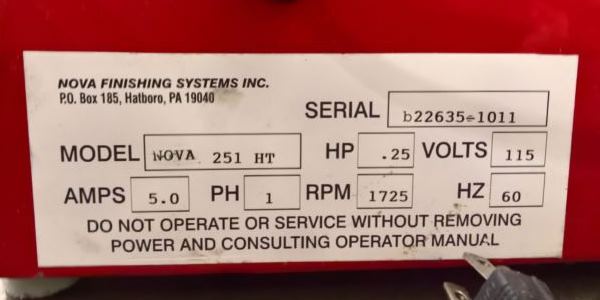 NOVA FINISHING SYSTEMS INC.
P.O. Box 185, Hatboro, PA 19040
SERIAL b22635-1011
MODEL NOVA 251 HT HP .25 VOLTS 115
AMPS 5.0 PH 1 RPM 1725 HZ 60
DO NOT OPERATE OR SERVICE WITHOUT REMOVING
POWER AND CONSULTING OPERATOR MANUAL